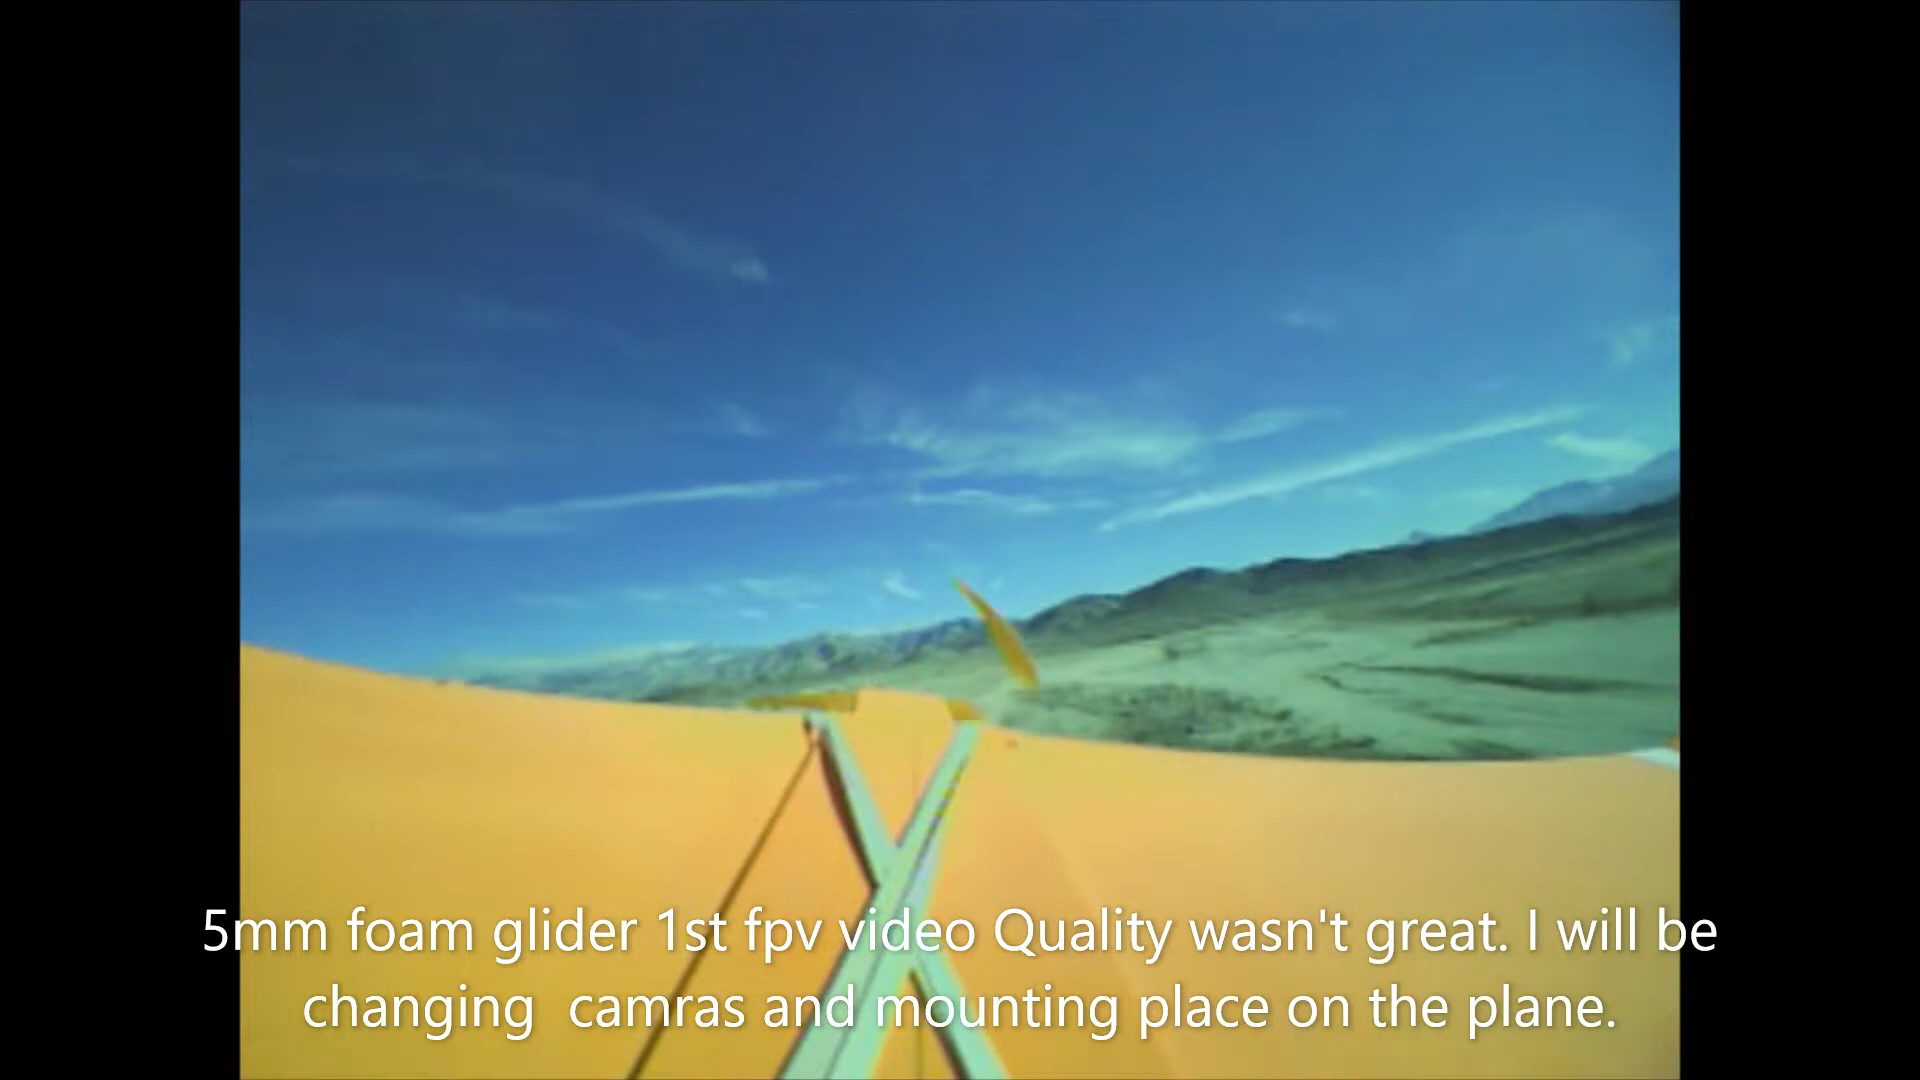 5mm foam glider 1st fpv video Quality wasn't great. I will be
changing  camras and mounting place on the plane.